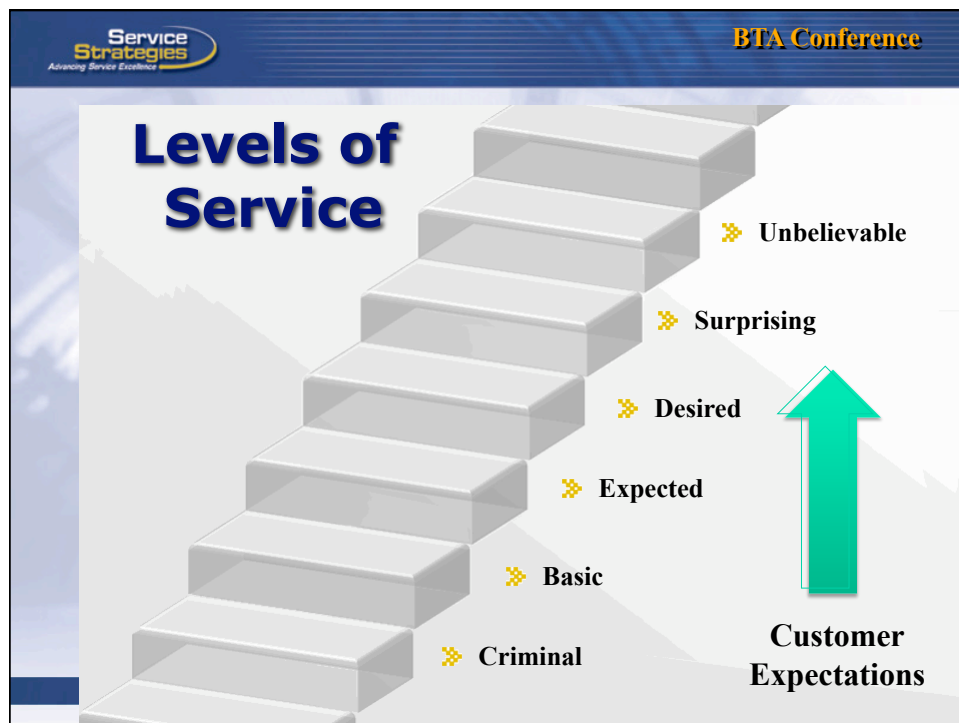 Service
Strategies
Advancing Service Excellence
BTA Conference
Levels of
Service
Unbelievable
Surprising
Desired
Expected
Basic
Criminal
Customer
Expectations